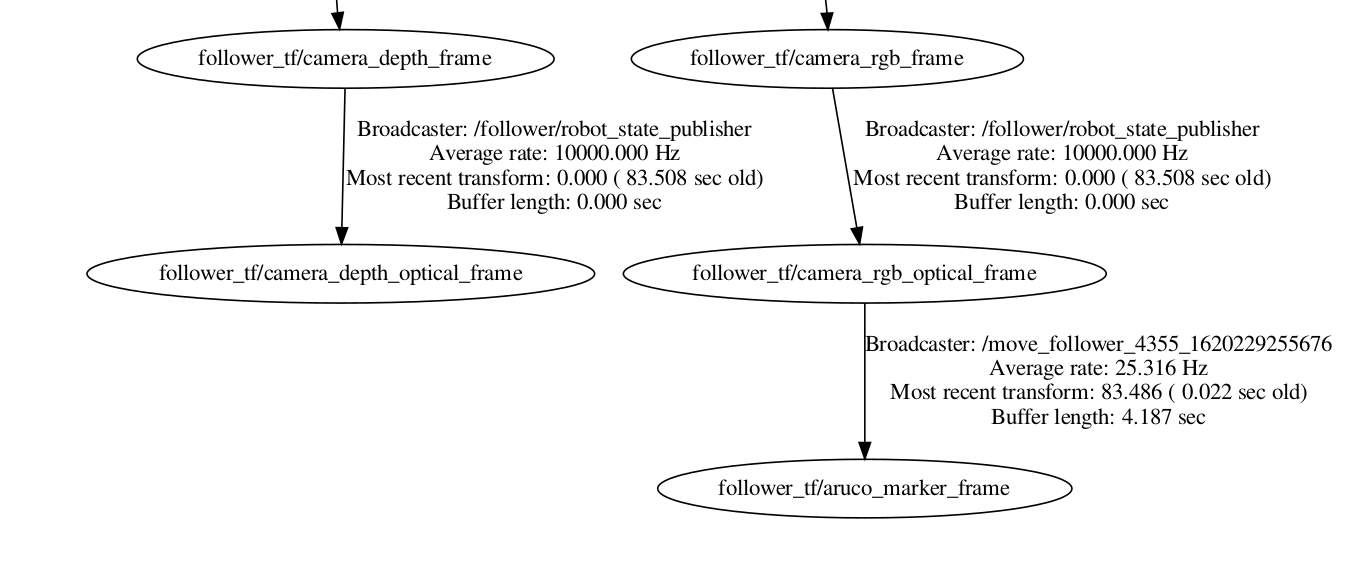 follower_tf/camera_depth_frame
follower_tf/camera_rgb_frame
Broadcaster: /follower/robot_state_publisher
Average rate: 10000.000 Hz
Most recent transform: 0.000 ( 83.508 sec old)
Buffer length: 0.000 sec
Broadcaster: /follower/robot_state_publisher
Average rate: 10000.000 Hz
Most recent transform: 0.000 ( 83.508 sec old)
Buffer length: 0.000 sec
follower_tf/camera_depth_optical_frame
follower_tf/camera_rgb_optical_frame
Broadcaster: /move_follower_4355_1620229255676
Average rate: 25.316 Hz
Most recent transform: 83.486 ( 0.022 sec old)
Buffer length: 4.187 sec
follower_tf/aruco_marker_frame